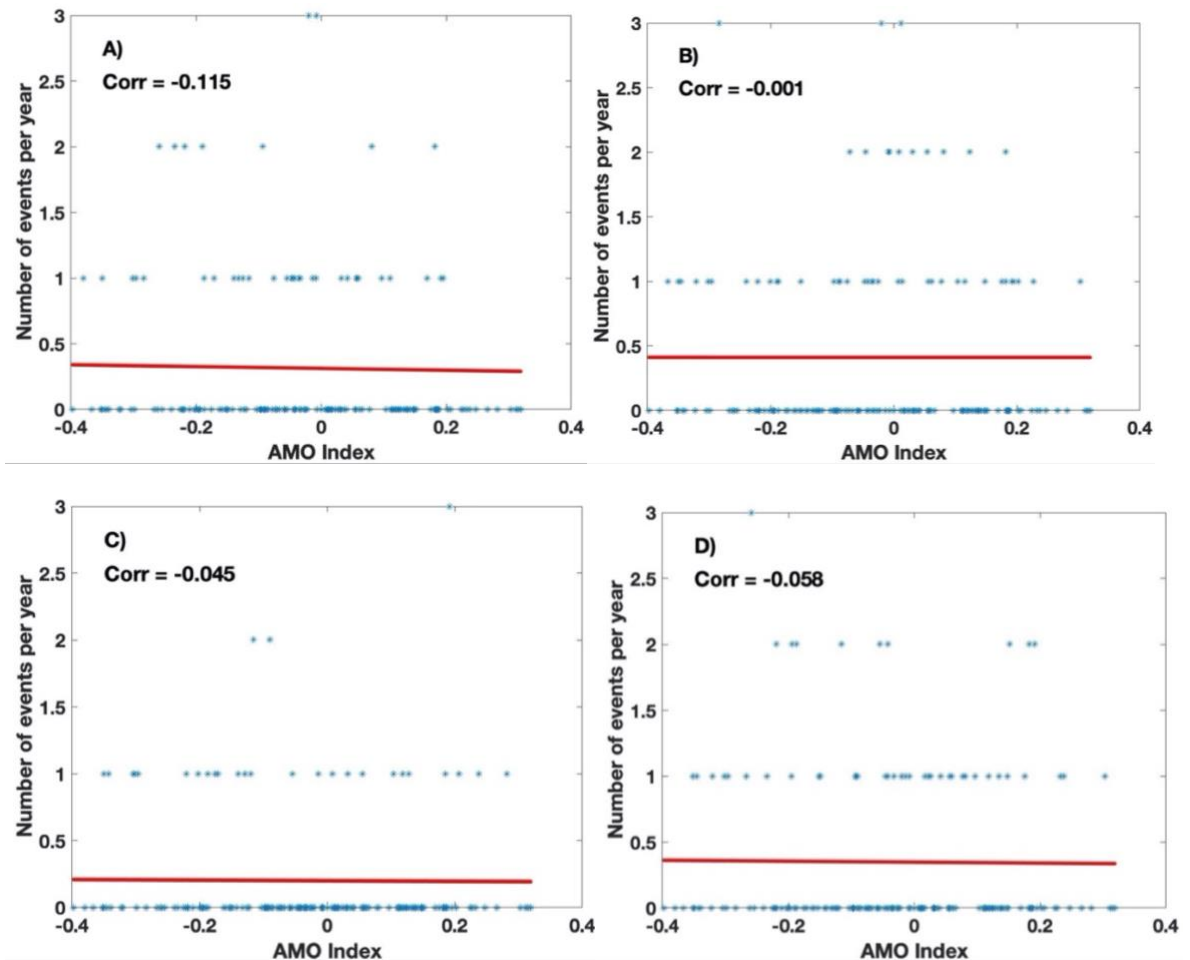 A)
Corr = -0.115
Number of events per year
3
2.5
2
1.5
1
0.5
0
-0.4 -0.2 0 0.2 0.4
AMO Index
B)
Corr = -0.001
Number of events per year
3
2.5
2
1.5
1
0.5
0
-0.4 -0.2 0 0.2 0.4
AMO Index
C)
Corr = -0.045
Number of events per year
3
2.5
2
1.5
1
0.5
0
-0.4 -0.2 0 0.2 0.4
AMO Index
D)
Corr = -0.058
Number of events per year
3
2.5
2
1.5
1
0.5
0
-0.4 -0.2 0 0.2 0.4
AMO Index